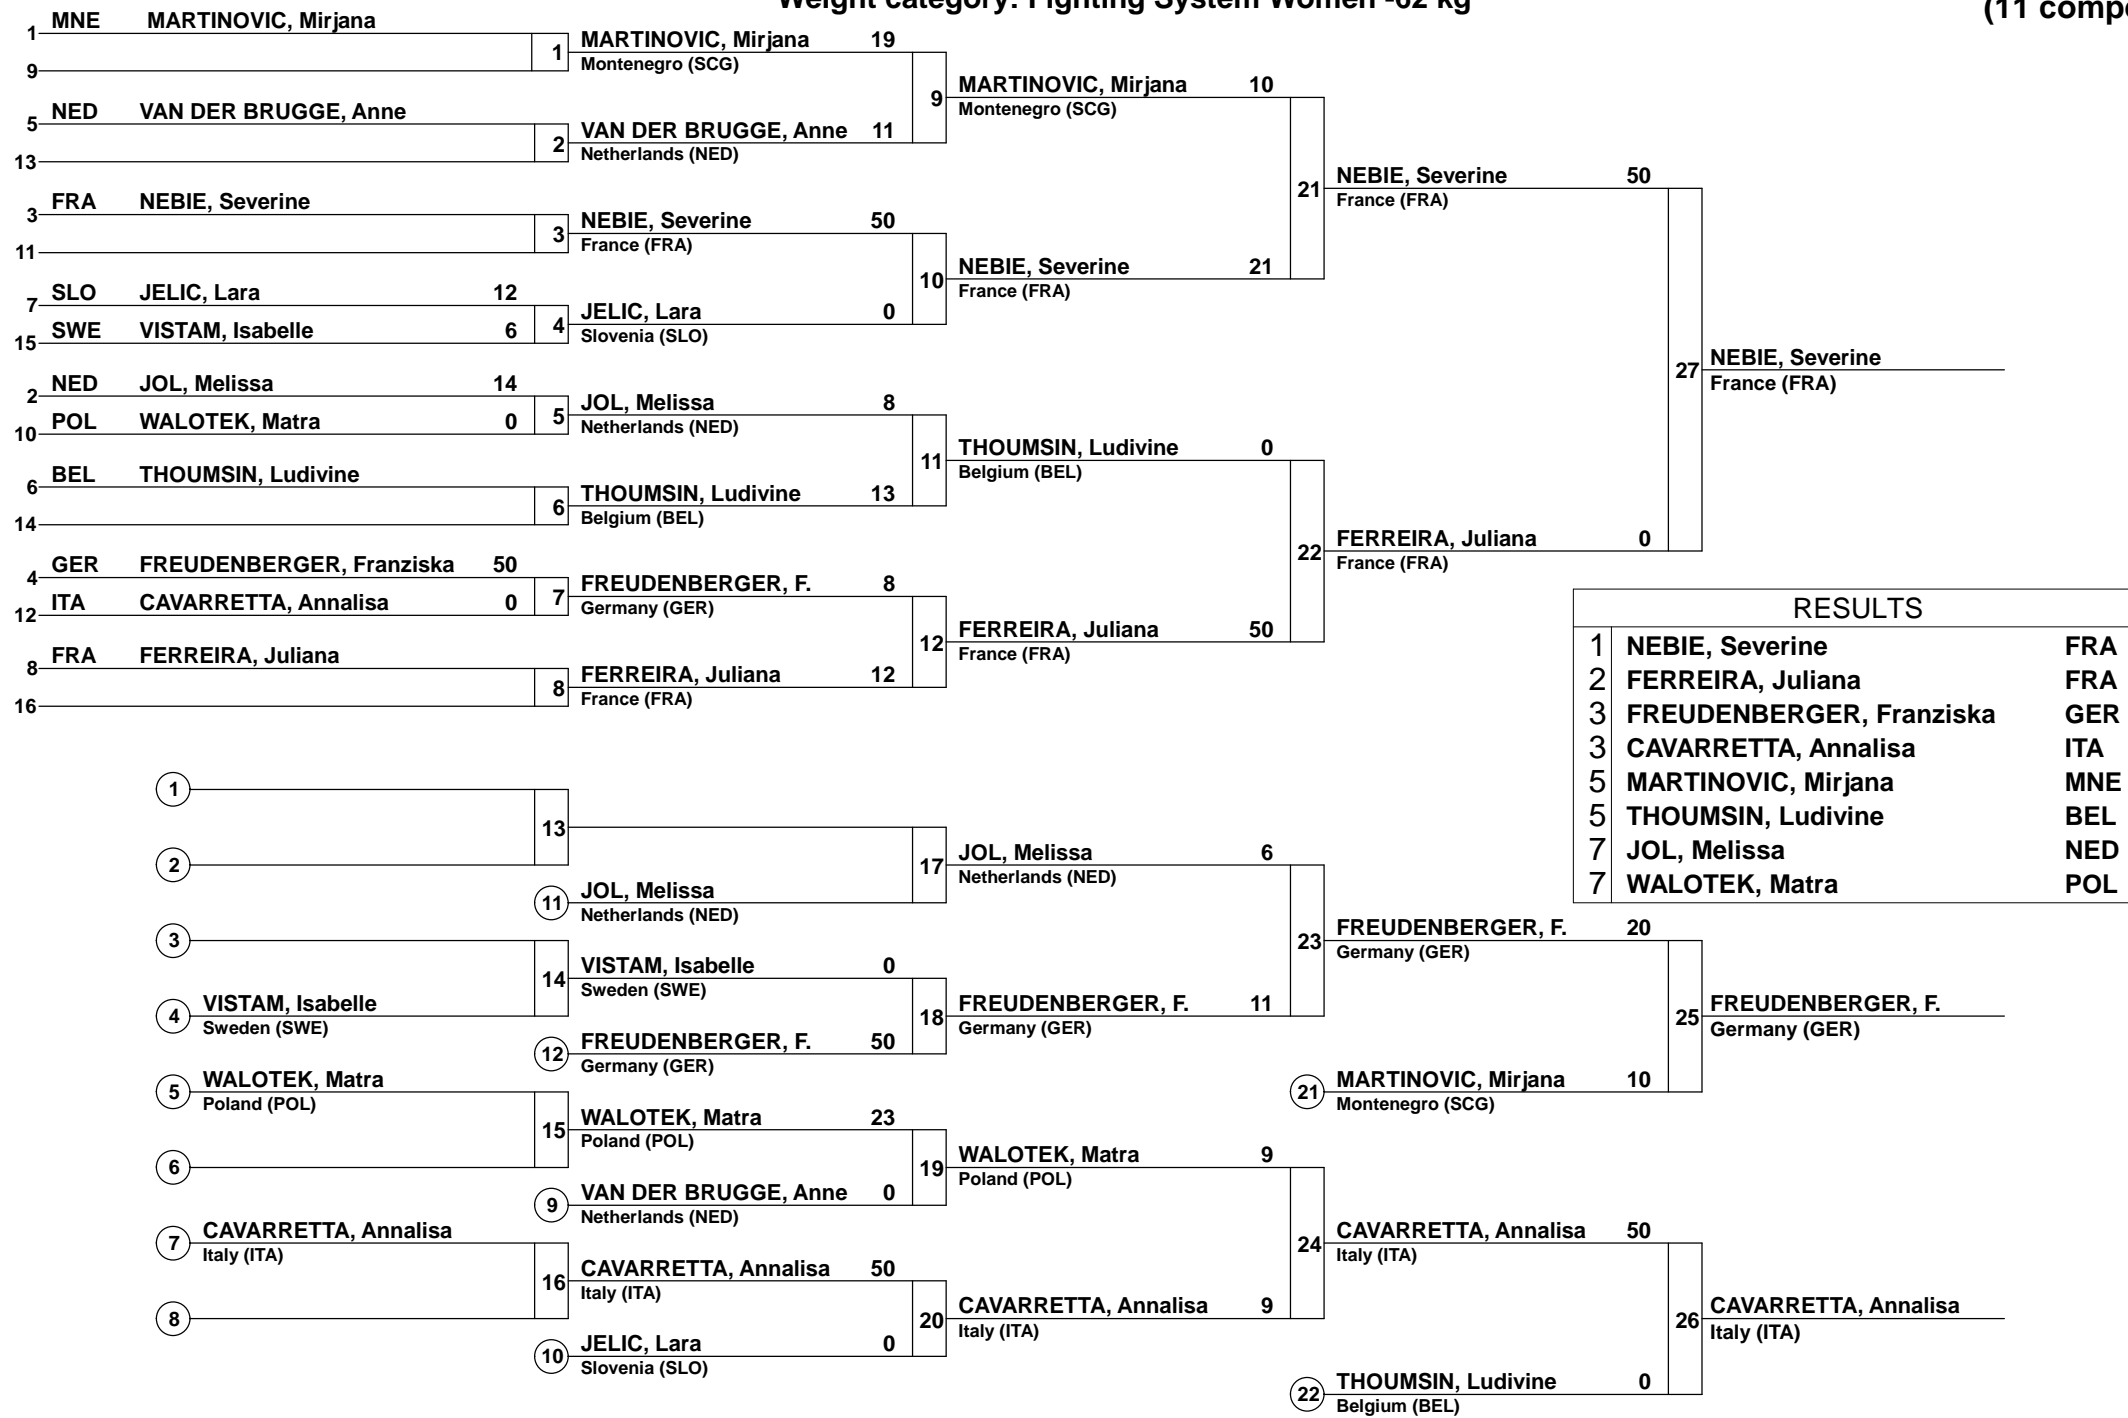 Weight category: Fighting System Women -62 kg
(11 compe
1 MNE MARTINOVIC, Mirjana
9
1
5 NED VAN DER BRUGGE, Anne
13
2
3 FRA NEBIE, Severine
11
3
7 SLO JELIC, Lara 12
15 SWE VISTAM, Isabelle 6
4
2 NED JOL, Melissa 14
10 POL WALOTEK, Matra 0
5
6 BEL THOUMSIN, Ludivine
14
6
4 GER FREUDENBERGER, Franziska 50
12 ITA CAVARRETTA, Annalisa 0
7
8 FRA FERREIRA, Juliana
16
8
MARTINOVIC, Mirjana 19
Montenegro (SCG)
9
VAN DER BRUGGE, Anne 11
Netherlands (NED)
NEBIE, Severine 50
France (FRA)
10
JELIC, Lara 0
Slovenia (SLO)
JOL, Melissa 8
Netherlands (NED)
11
THOUMSIN, Ludivine 13
Belgium (BEL)
FREUDENBERGER, F. 8
Germany (GER)
12
FERREIRA, Juliana 12
France (FRA)
MARTINOVIC, Mirjana 10
Montenegro (SCG)
21
NEBIE, Severine 21
France (FRA)
THOUMSIN, Ludivine 0
Belgium (BEL)
22
FERREIRA, Juliana 50
France (FRA)
NEBIE, Severine 50
France (FRA)
27
FERREIRA, Juliana 0
France (FRA)
NEBIE, Severine
France (FRA)
RESULTS
1 NEBIE, Severine FRA
2 FERREIRA, Juliana FRA
3 FREUDENBERGER, Franziska GER
3 CAVARRETTA, Annalisa ITA
5 MARTINOVIC, Mirjana MNE
5 THOUMSIN, Ludivine BEL
7 JOL, Melissa NED
7 WALOTEK, Matra POL
1
13
2
3
14
4 VISTAM, Isabelle
Sweden (SWE)
5 WALOTEK, Matra
Poland (POL)
15
6
7 CAVARRETTA, Annalisa
Italy (ITA)
16
8
17
11 JOL, Melissa
Netherlands (NED)
VISTAM, Isabelle 0
Sweden (SWE)
18
12 FREUDENBERGER, F. 50
Germany (GER)
WALOTEK, Matra 23
Poland (POL)
19
9 VAN DER BRUGGE, Anne 0
Netherlands (NED)
CAVARRETTA, Annalisa 50
Italy (ITA)
20
10 JELIC, Lara 0
Slovenia (SLO)
JOL, Melissa 6
Netherlands (NED)
23
FREUDENBERGER, F. 11
Germany (GER)
WALOTEK, Matra 9
Poland (POL)
24
CAVARRETTA, Annalisa 9
Italy (ITA)
FREUDENBERGER, F. 20
Germany (GER)
25
21 MARTINOVIC, Mirjana 10
Montenegro (SCG)
CAVARRETTA, Annalisa 50
Italy (ITA)
26
22 THOUMSIN, Ludivine 0
Belgium (BEL)
FREUDENBERGER, F.
Germany (GER)
CAVARRETTA, Annalisa
Italy (ITA)